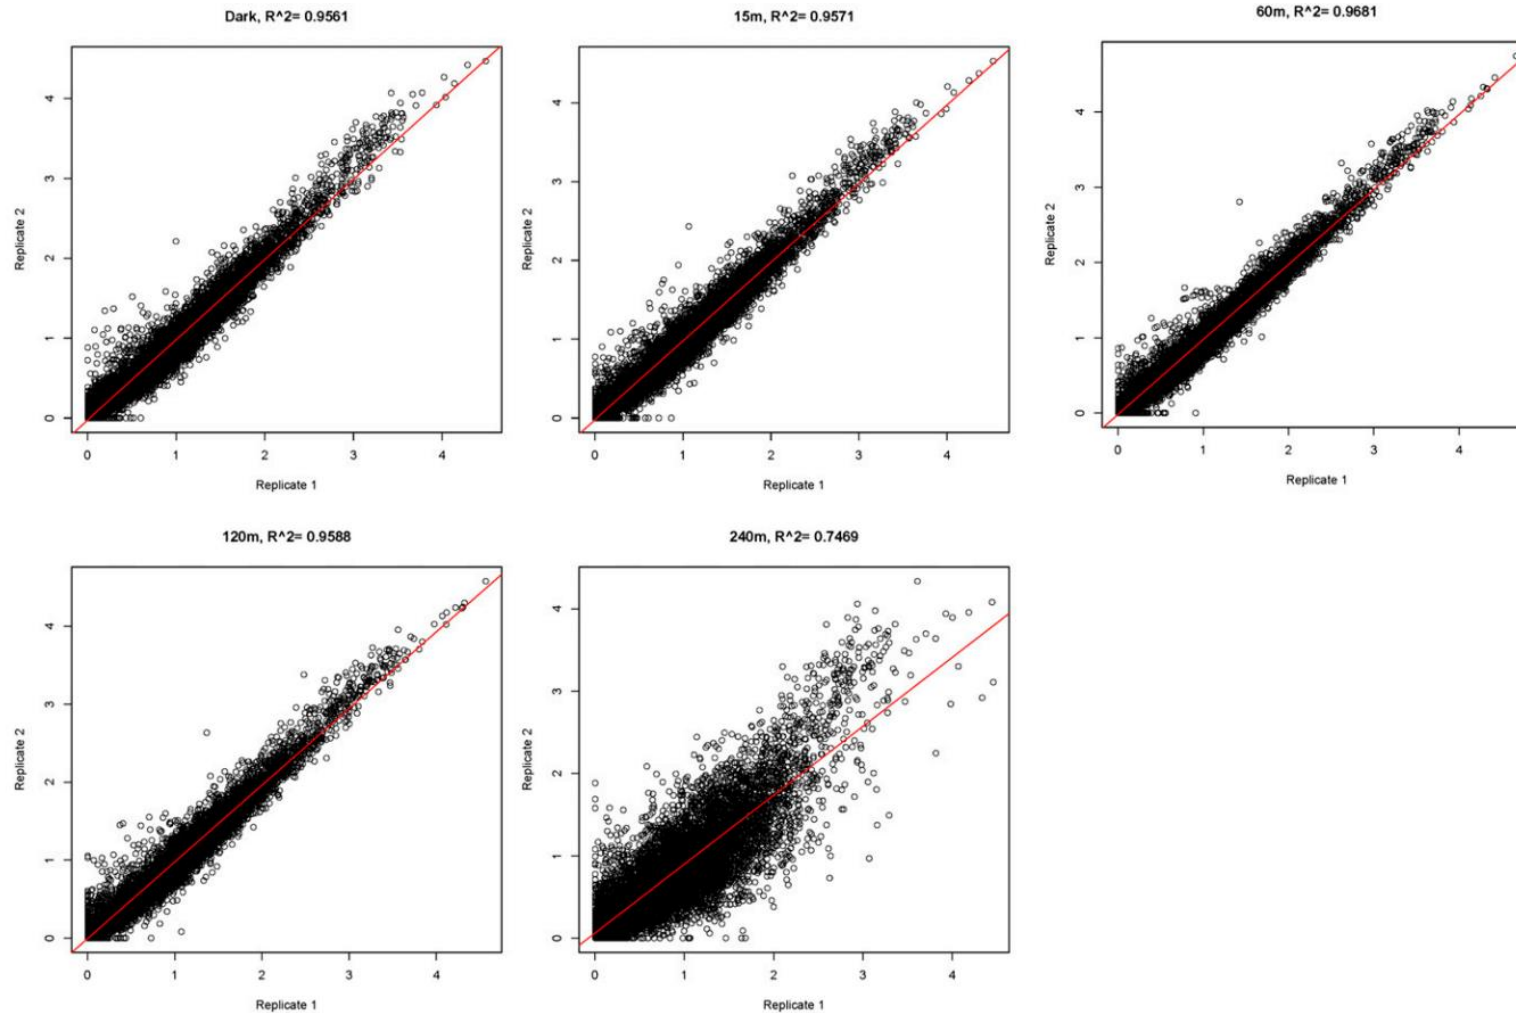 Dark, R^2= 0.9561
4
3
2
1
0
Replicate 2
0 1 2 3 4
Replicate 1
15m, R^2= 0.9571
4
3
2
1
0
Replicate 2
0 1 2 3 4
Replicate 1
60m, R^2= 0.9681
4
3
2
1
0
Replicate 2
0 1 2 3 4
Replicate 1
120m, R^2= 0.9588
4
3
2
1
0
Replicate 2
0 1 2 3 4
Replicate 1
240m, R^2= 0.7469
4
3
2
1
0
Replicate 2
0 1 2 3 4
Replicate 1